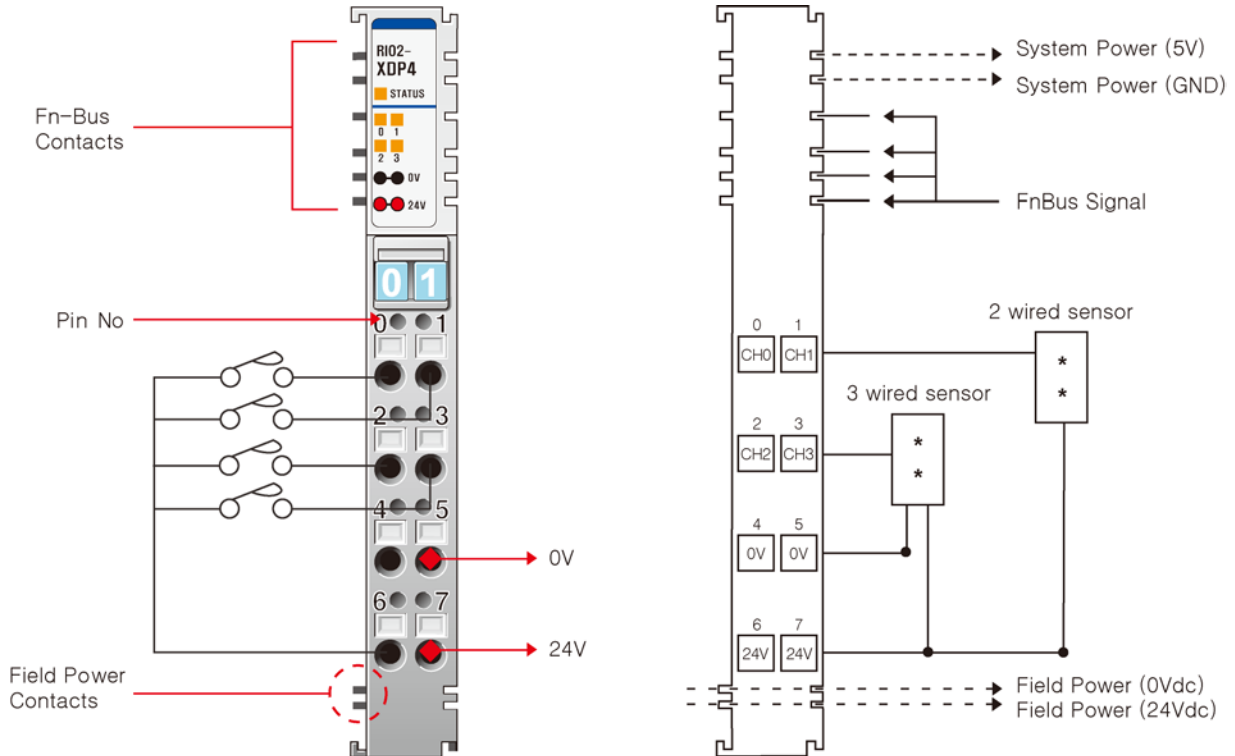 RIO2-
XDP4
STATUS
0 1
2 3
0V
24V
Fn-Bus
Contacts
01
Pin No
0 1
2 3
4 5
0V
6 7
24V
Field Power
Contacts
System Power (5V)
System Power (GND)
FnBus Signal
2 wired sensor
0 1
CH0 CH1
*
*
3 wired sensor
2 3
CH2 CH3
*
*
4 5
0V 0V
6 7
24V 24V
Field Power (0Vdc)
Field Power (24Vdc)